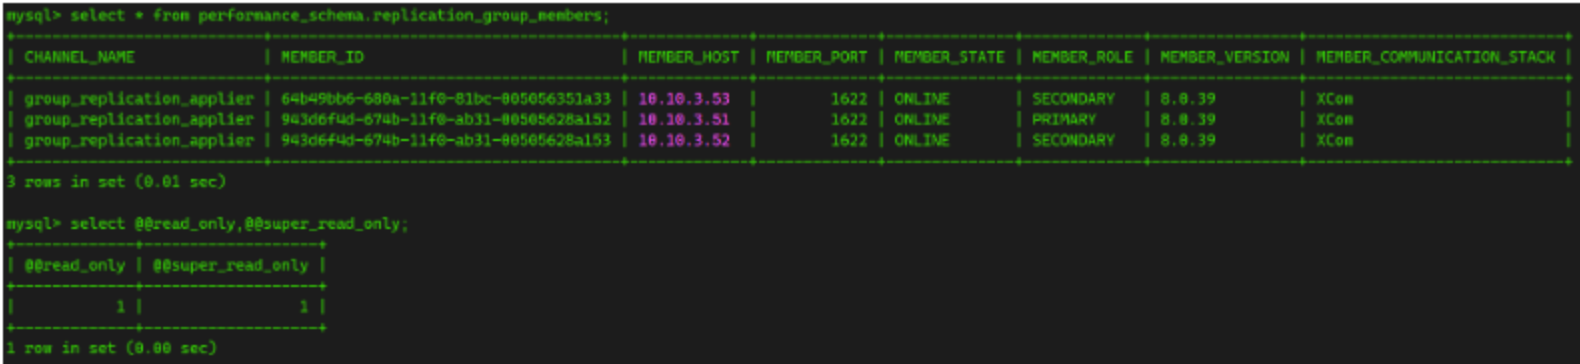 mysql> select * from performance_schema.replication_group_members;
| CHANNEL_NAME | MEMBER_ID | MEMBER_HOST | MEMBER_PORT | MEMBER_STATE | MEMBER_ROLE | MEMBER_VERSION | MEMBER_COMMUNICATION_STACK |
| group_replication_applier | 64b49bb6-680a-11f0-81bc-005056351a33 | 10.10.3.53 | 1622 | ONLINE | SECONDARY | 8.0.39 | XCom |
| group_replication_applier | 943d6f4d-674b-11f0-ab31-00505628a152 | 10.10.3.51 | 1622 | ONLINE | PRIMARY | 8.0.39 | XCom |
| group_replication_applier | 943d6f4d-674b-11f0-ab31-00505628a153 | 10.10.3.52 | 1622 | ONLINE | SECONDARY | 8.0.39 | XCom |
3 rows in set (0.01 sec)
mysql> select @@read_only,@@super_read_only;
| @@read_only | @@super_read_only |
| 1 | 1 |
1 row in set (0.00 sec)